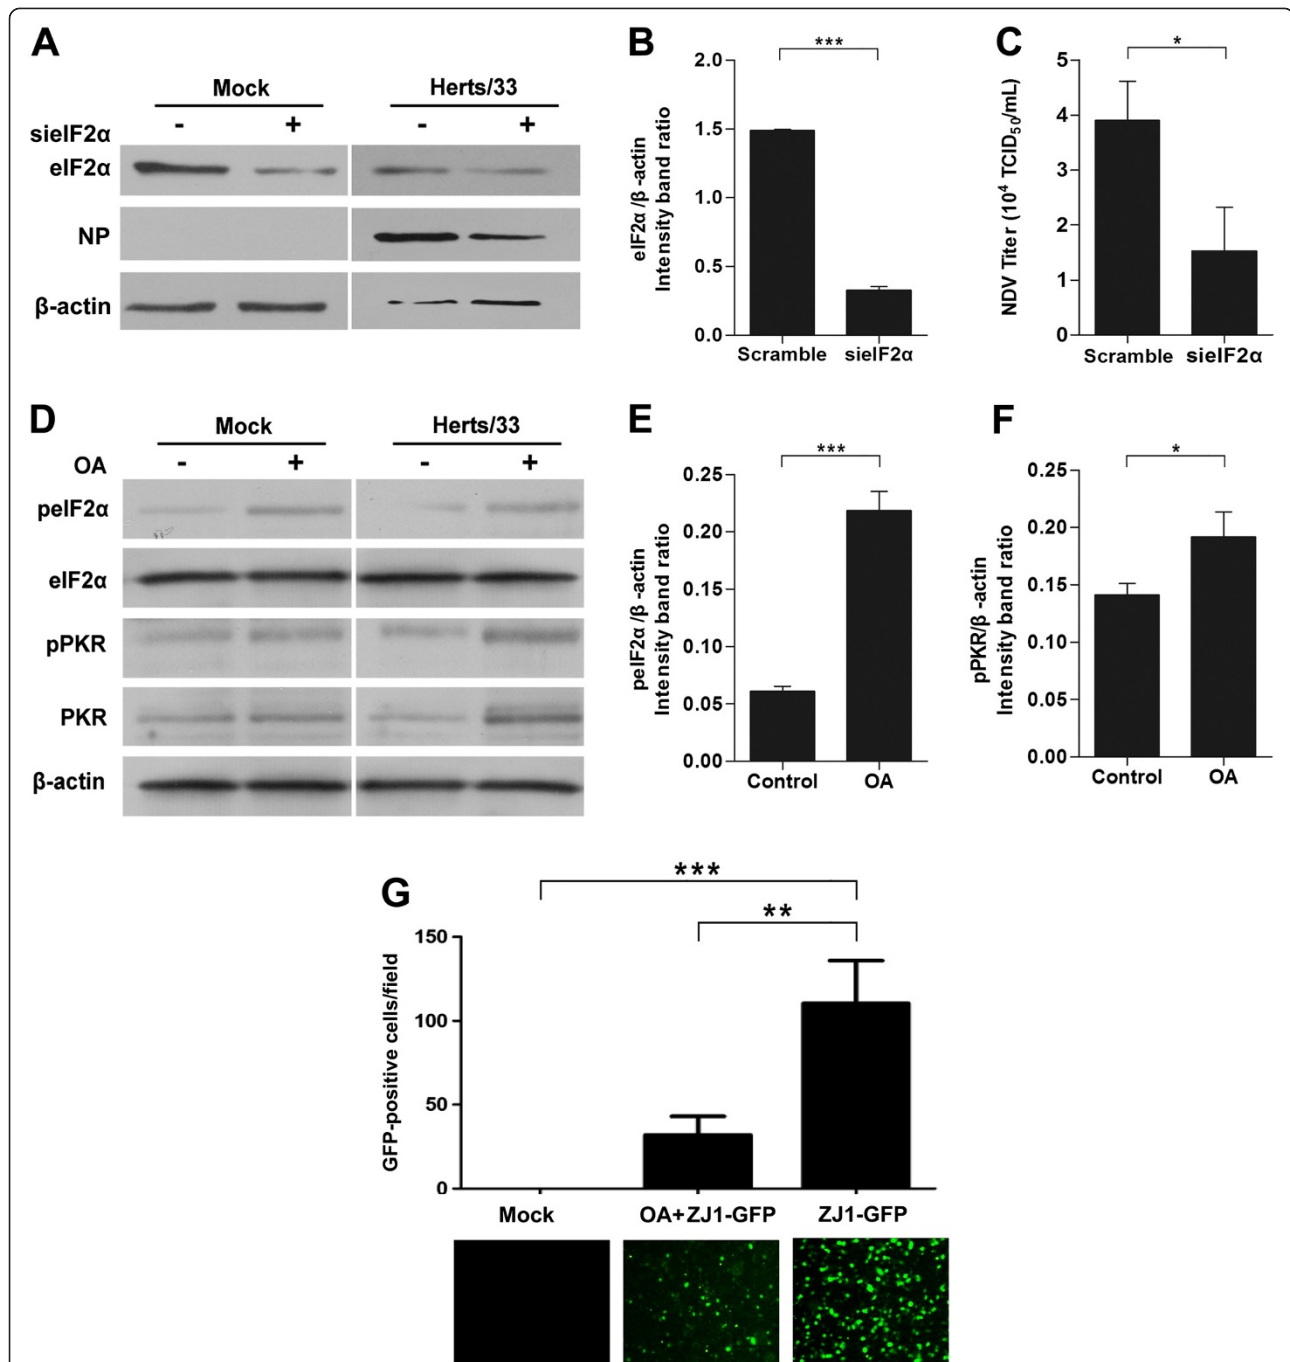 A
Mock
Herts/33
sieIF2α
- + - +
eIF2α
NP
β-actin
B
***
eIF2α/β -actin
Intensity band ratio
2.0
1.5
1.0
0.5
0.0
Scramble sieIF2α
C
*
NDV Titer (10⁴ TCID₅₀/mL)
5
4
3
2
1
0
Scramble sieIF2α
D
Mock
Herts/33
OA
- + - +
peIF2α
eIF2α
pPKR
PKR
β-actin
E
***
peIF2α/β -actin
Intensity band ratio
0.25
0.20
0.15
0.10
0.05
0.00
Control OA
F
*
pPKR/β -actin
Intensity band ratio
0.25
0.20
0.15
0.10
0.05
0.00
Control OA
G
***
**
GFP-positive cells/field
150
100
50
0
Mock OA+ZJ1-GFP ZJ1-GFP